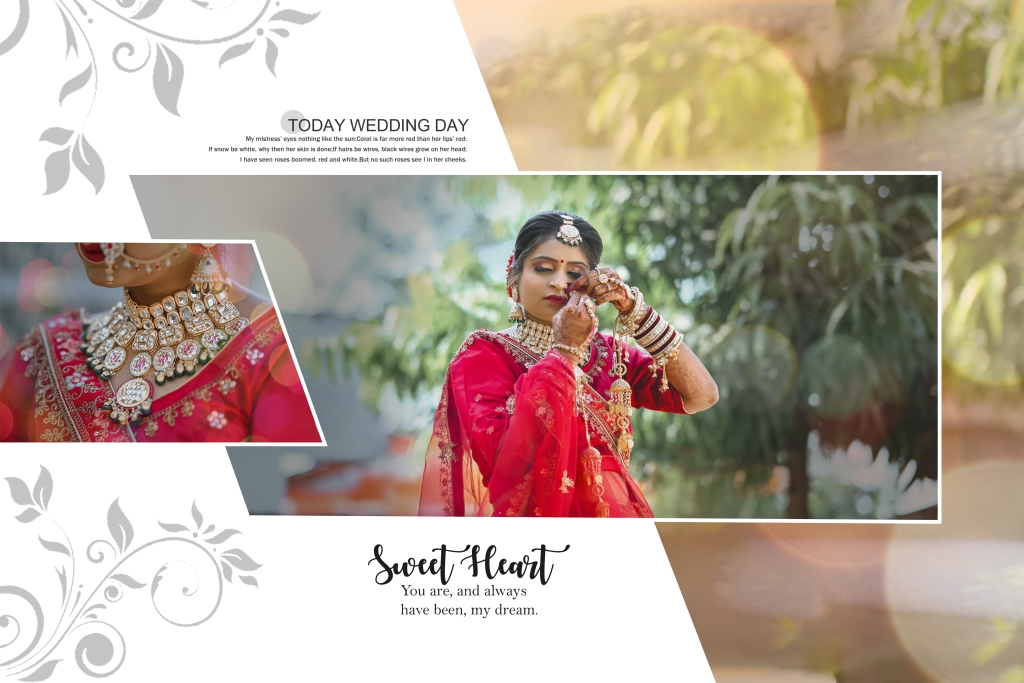 TODAY WEDDING DAY
My mistress' eyes nothing like the sun:Coral is far more red than her lips' red:
If snow be white, why then her skin is done;If hairs be wires, black wires grow on her head;
I have seen roses boomed, red and white.But no such roses see I in her cheeks.
Sweet Heart
You are, and always
have been, my dream.